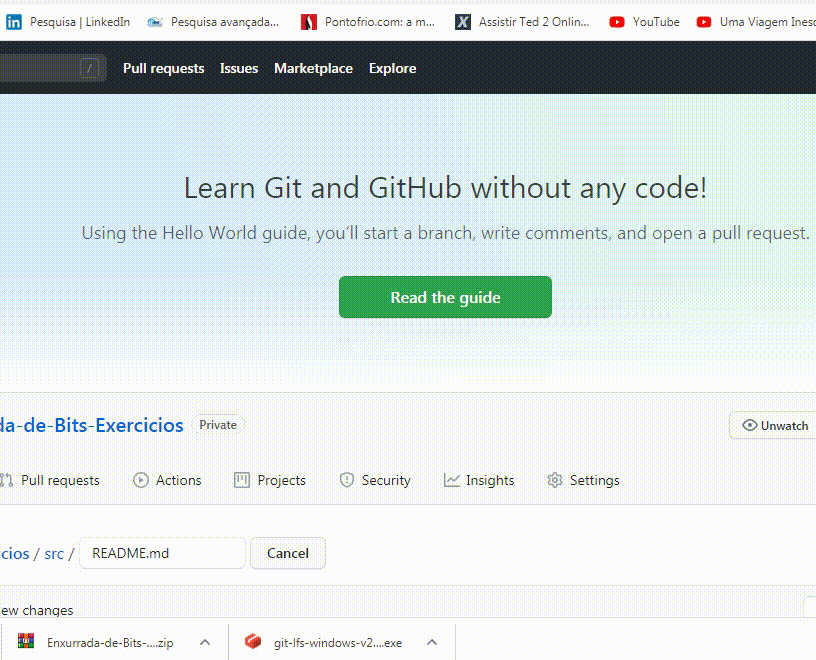 in Pesquisa | LinkedIn Pesquisa avançada... Pontofrio.com: a m... X Assistir Ted 2 Onlin... YouTube Uma Viagem Ines
/ Pull requests Issues Marketplace Explore
Learn Git and GitHub without any code!
Using the Hello World guide, you’ll start a branch, write comments, and open a pull request.
Read the guide
da-de-Bits-Exercicios Private Unwatch
Pull requests Actions Projects Security Insights Settings
cios / src / README.md Cancel
ew changes
Enxurrada-de-Bits-....zip git-lfs-windows-v2....exe